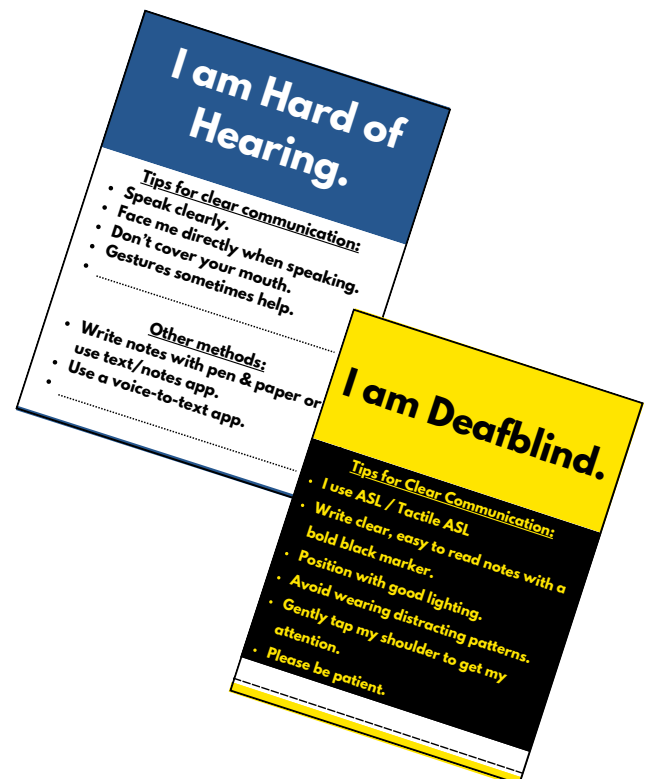 I am Hard of
Hearing.
Tips for clear communication:
• Speak clearly.
• Face me directly when speaking.
• Don't cover your mouth.
• Gestures sometimes help.
Other methods:
• Write notes with pen & paper or
use text/notes app.
• Use a voice-to-text app.
I am Deafblind.
Tips for Clear Communication:
• I use ASL / Tactile ASL
• Write clear, easy to read notes with a
bold black marker.
• Position with good lighting.
• Avoid wearing distracting patterns.
• Gently tap my shoulder to get my
attention.
• Please be patient.